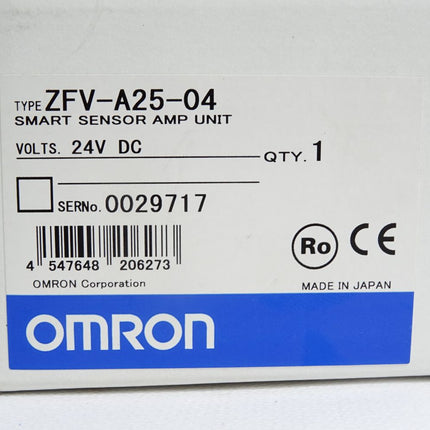 TYPE ZFV-A25-04
SMART SENSOR AMP UNIT
VOLTS. 24V DC
QTY. 1
SERNo. 0029717
4 547648 206273
Ro CE
OMRON Corporation
MADE IN JAPAN
OMRON